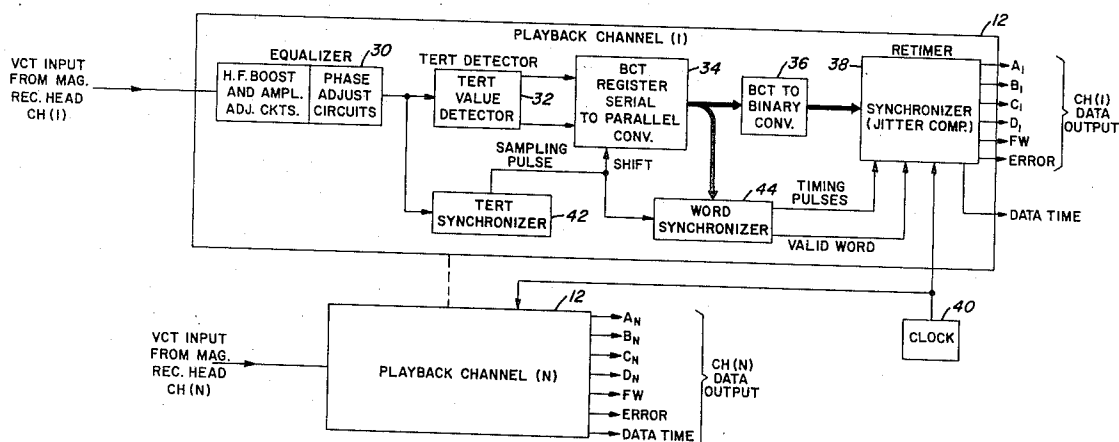 12
PLAYBACK CHANNEL (1)
VCT INPUT
FROM MAG.
REC. HEAD
CH (1)
EQUALIZER
30
H.F. BOOST
AND AMPL.
ADJ. CKTS.
PHASE
ADJUST
CIRCUITS
TERT DETECTOR
TERT
VALUE
DETECTOR
32
BCT
REGISTER
SERIAL
TO PARALLEL
CONV.
34
36
BCT TO
BINARY
CONV.
RETIMER
38
SYNCHRONIZER
(JITTER COMP.)
A1
B1
C1
D1
FW
ERROR
CH (1)
DATA
OUTPUT
DATA TIME
SAMPLING
PULSE
SHIFT
TERT
SYNCHRONIZER
42
44
WORD
SYNCHRONIZER
TIMING
PULSES
VALID WORD
12
40
CLOCK
VCT INPUT
FROM MAG.
REC. HEAD
CH (N)
PLAYBACK CHANNEL (N)
AN
BN
CN
DN
FW
ERROR
DATA TIME
CH (N)
DATA
OUTPUT